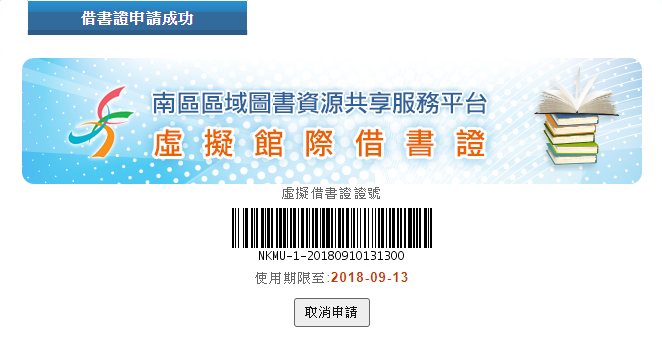 借書證申請成功
南區區域圖書資源共享服務平台
虛擬館際借書證
虛擬借書證證號
NKMU-1-20180910131300
使用期限至:2018-09-13
取消申請